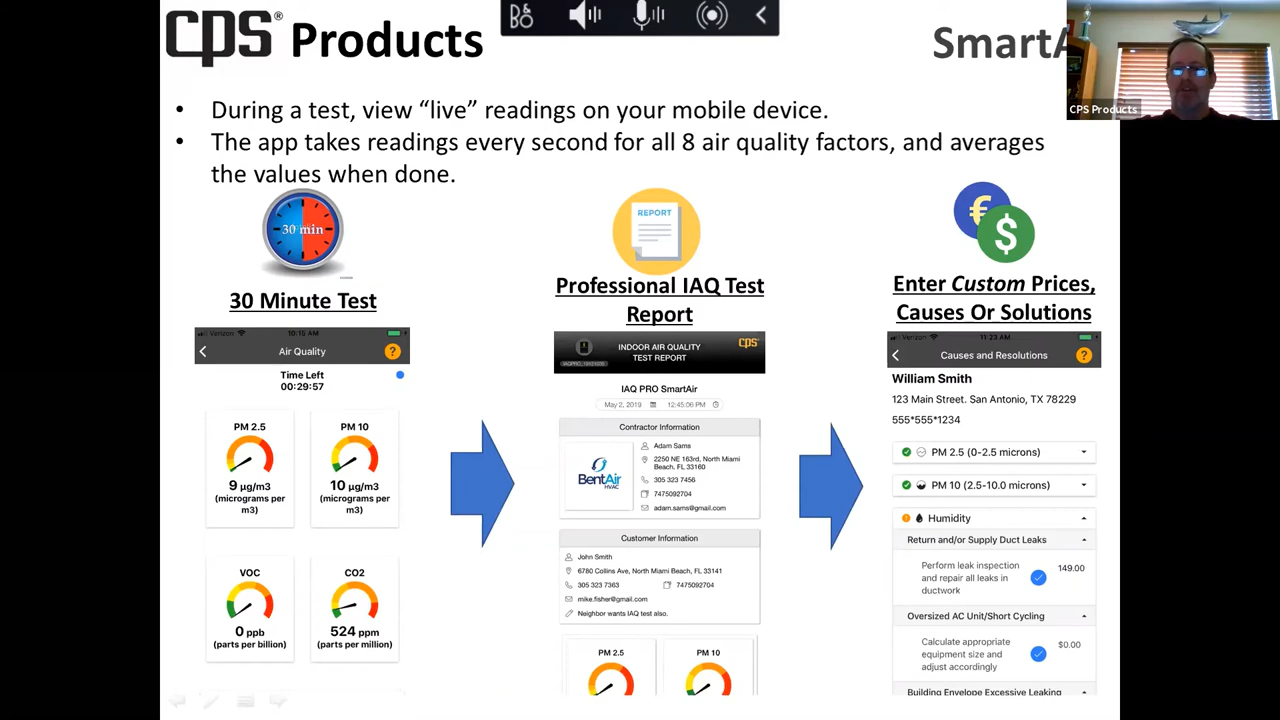 cps® Products
SmartA
CPS Products
• During a test, view “live” readings on your mobile device.
• The app takes readings every second for all 8 air quality factors, and averages
the values when done.
30 min
30 Minute Test
Verizon
10:15 AM
Air Quality
?
Time Left
00:29:57
PM 2.5
9 µg/m3
(micrograms per
m3)
PM 10
10 µg/m3
(micrograms per
m3)
VOC
0 ppb
(parts per billion)
CO2
524 ppm
(parts per million)
REPORT
Professional IAQ Test
Report
INDOOR AIR QUALITY
TEST REPORT
cps
IAQ PRO SmartAir
May 2, 2019
12:45:06 PM
Contractor Information
BentAir
HVAC
Adam Sams
2250 NE 163rd, North Miami
Beach, FL 33160
305 323 7456
7475092704
adam.sams@gmail.com
Customer Information
John Smith
6780 Collins Ave, North Miami Beach, FL 33141
305 323 7363
7475092704
mike.fisher@gmail.com
Neighbor wants IAQ test also.
PM 2.5
PM 10
€
$
Enter Custom Prices,
Causes Or Solutions
Verizon
11:23 AM
Causes and Resolutions
?
William Smith
123 Main Street. San Antonio, TX 78229
555*555*1234
PM 2.5 (0-2.5 microns)
PM 10 (2.5-10.0 microns)
Humidity
Return and/or Supply Duct Leaks
Perform leak inspection
and repair all leaks in
ductwork
149.00
Oversized AC Unit/Short Cycling
Calculate appropriate
equipment size and
adjust accordingly
$0.00
Building Envelope Excessive Leaking